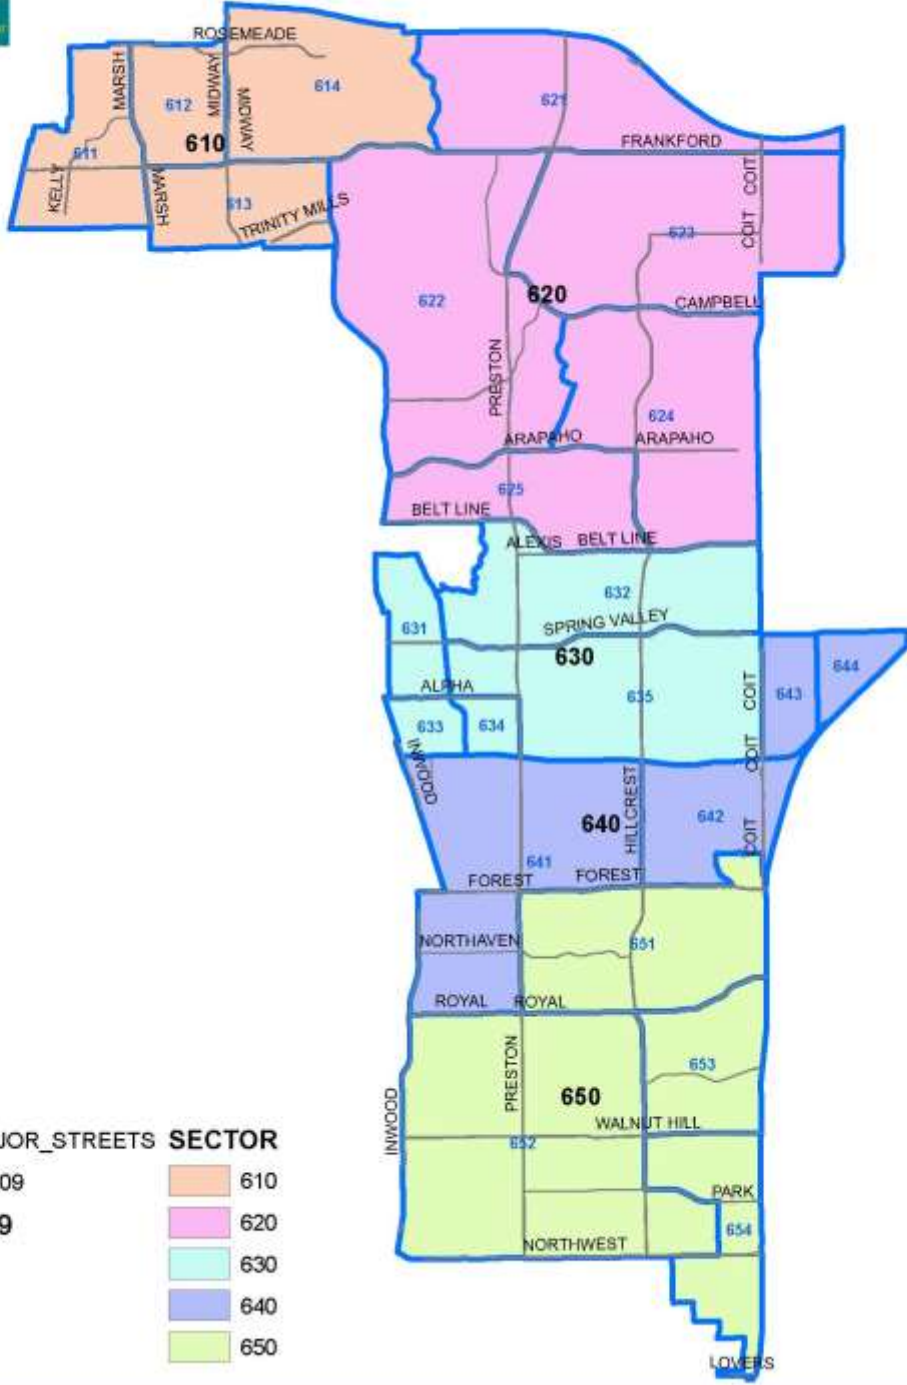 ROSEMEADE
MARSH
MIDWAY
614
612
MIDWAY
621
610
FRANKFORD
611
COIT
KELLY
MARSH
613
TRINITY MILLS
COIT
623
622
620
CAMPBELL
PRESTON
624
ARAPAHO
ARAPAHO
625
BELT LINE
ALEXIS
BELT LINE
632
631
SPRING VALLEY
630
644
ALPHA
635
COIT
643
633
634
INWOOD
COIT
HILLCREST
640
642
COIT
641
FOREST
FOREST
NORTHAVEN
651
ROYAL
ROYAL
PRESTON
653
INWOOD
650
WALNUT HILL
652
PARK
654
NORTHWEST
LOVERS
JOR_STREETS
SECTOR
09
610
9
620
630
640
650